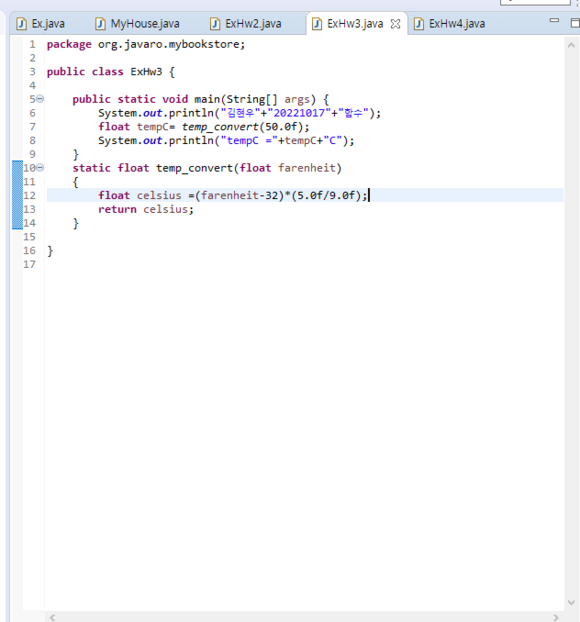 Ex.java MyHouse.java ExHw2.java ExHw3.java ExHw4.java
1 package org.javaro.mybookstore;
2
3 public class ExHw3 {
4
5 public static void main(String[] args) {
6 System.out.println("김현우"+"20221017"+"함수");
7 float tempC= temp_convert(50.0f);
8 System.out.println("tempC ="+tempC+"C");
9 }
10 static float temp_convert(float farenheit)
11 {
12 float celsius =(farenheit-32)*(5.0f/9.0f);
13 return celsius;
14 }
15
16 }
17